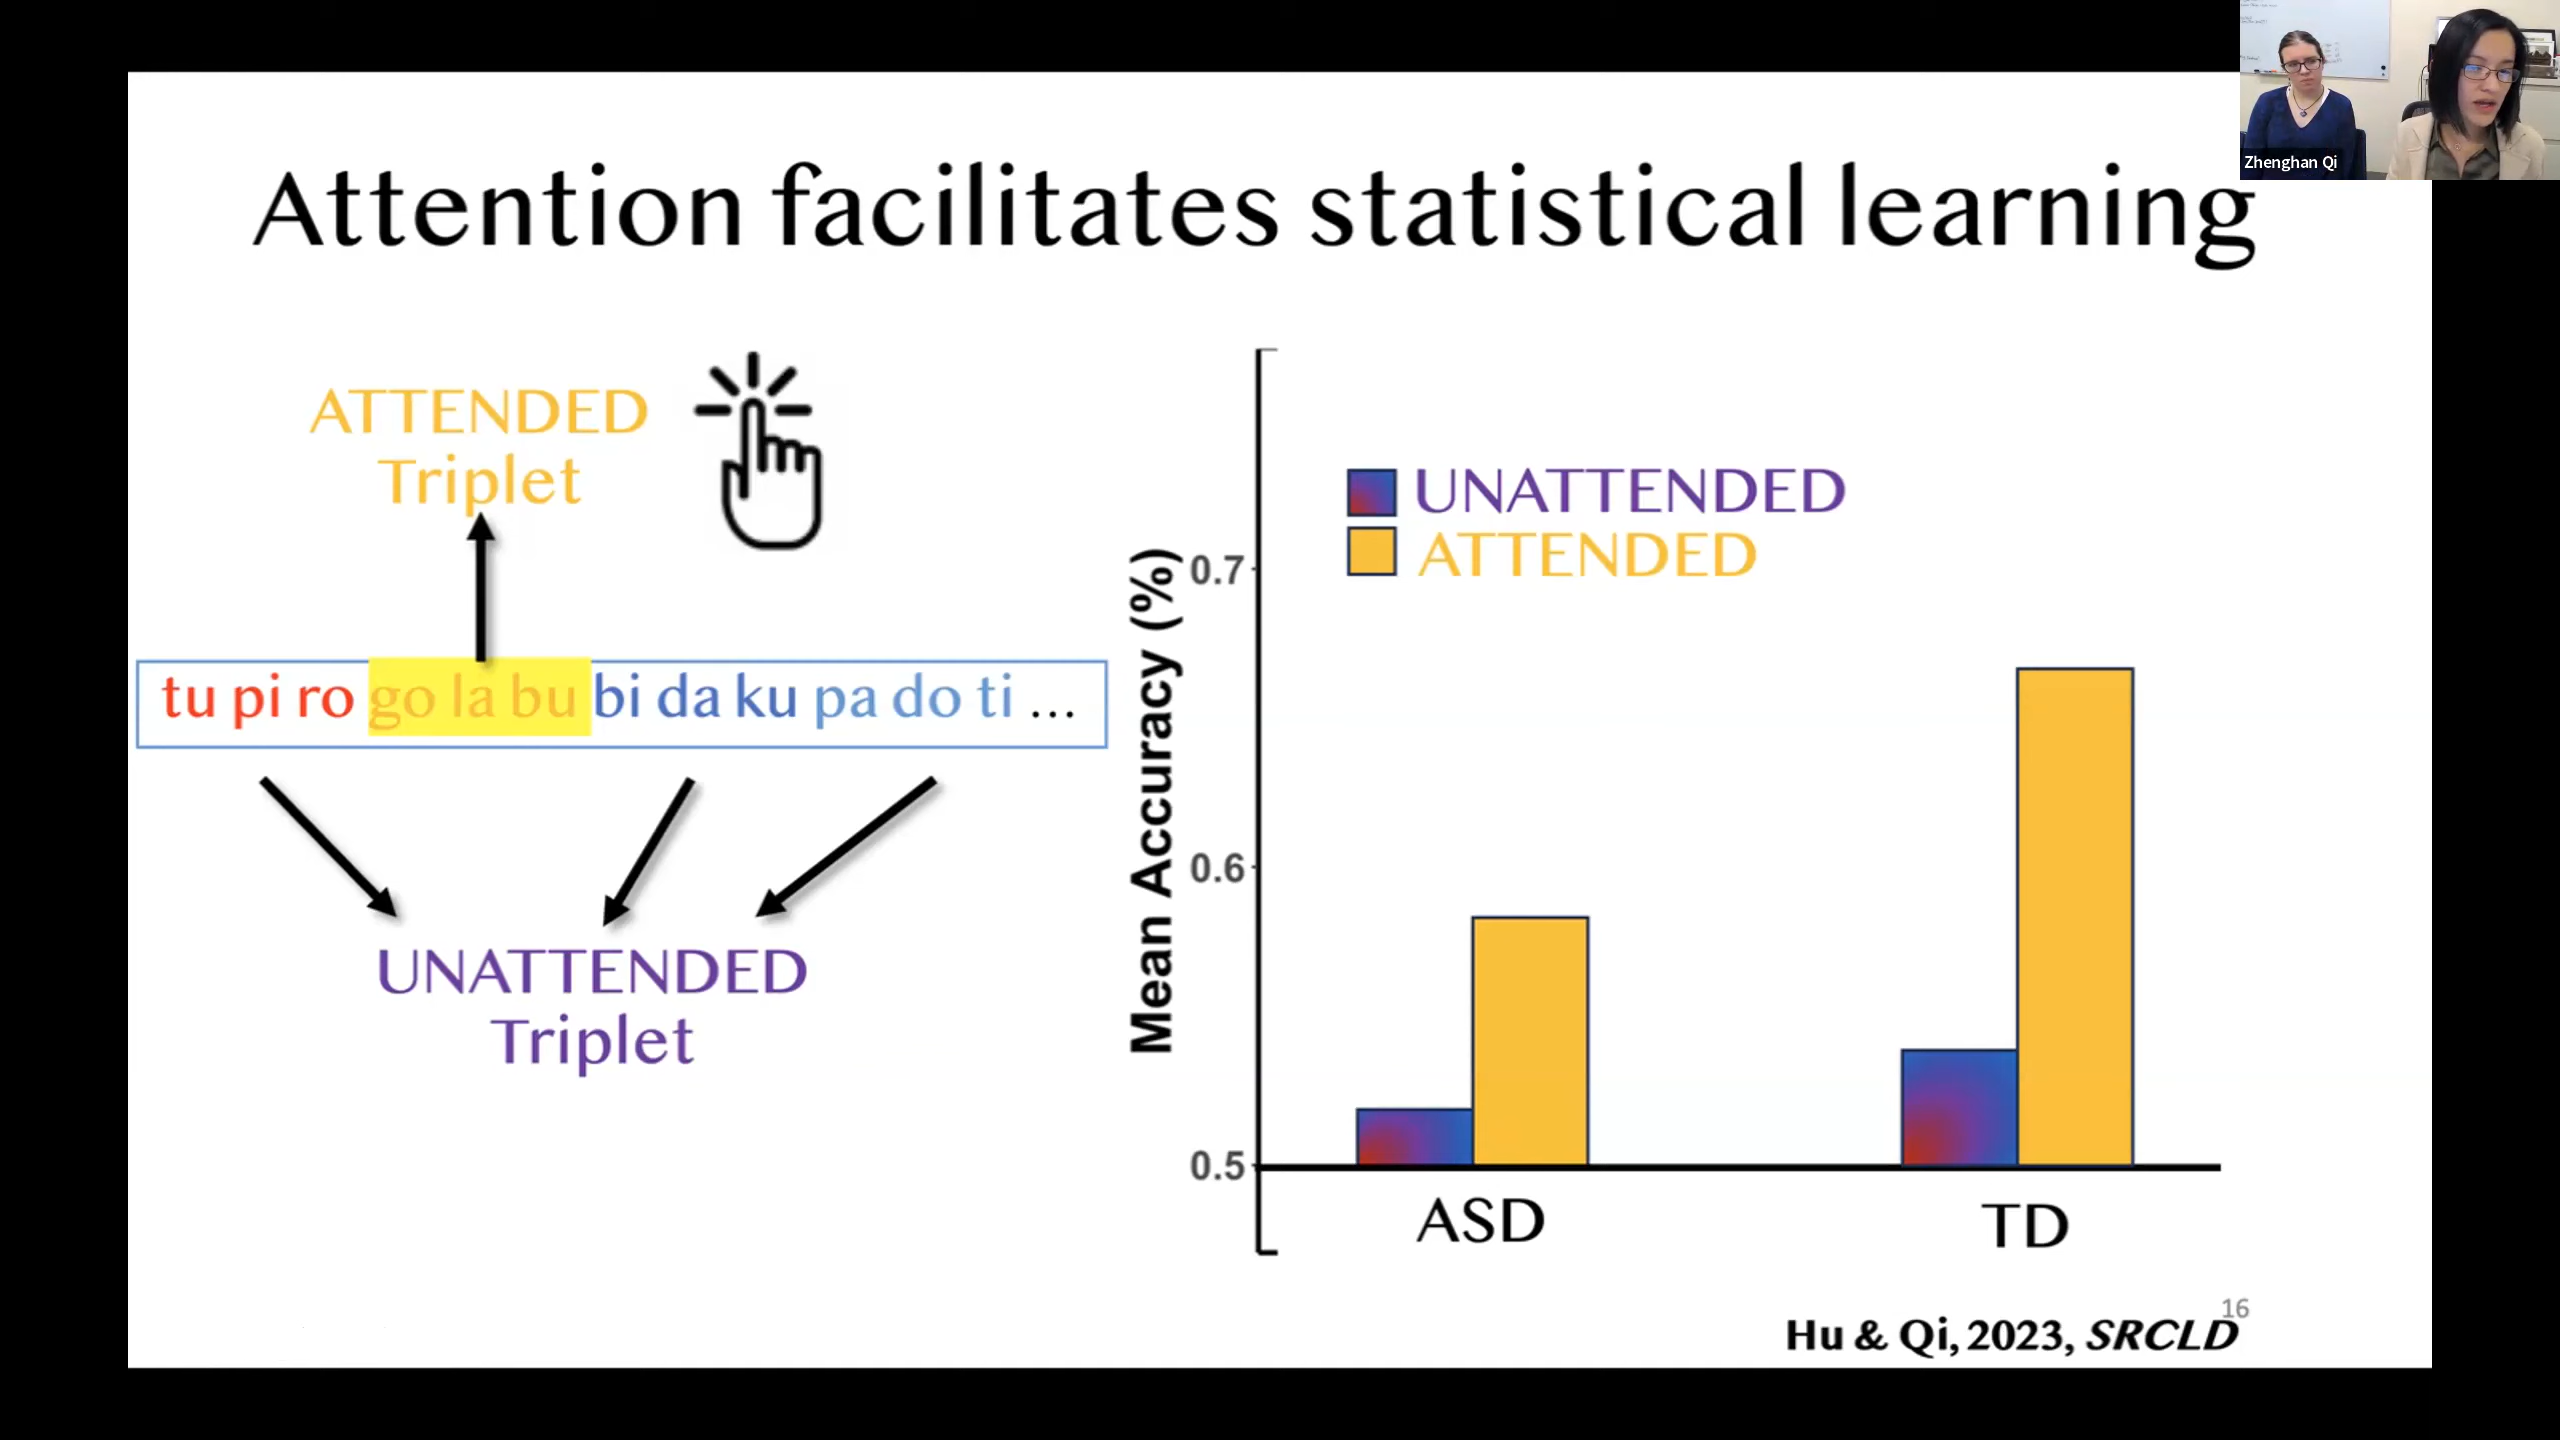 Zhenghan Qi
Attention facilitates statistical learning
ATTENDED
Triplet
tu pi ro go la bu bi da ku pa do ti ...
UNATTENDED
Triplet
UNATTENDED
ATTENDED
Mean Accuracy (%)
0.7
0.6
0.5
ASD
TD
16
Hu & Qi, 2023, SRCLD